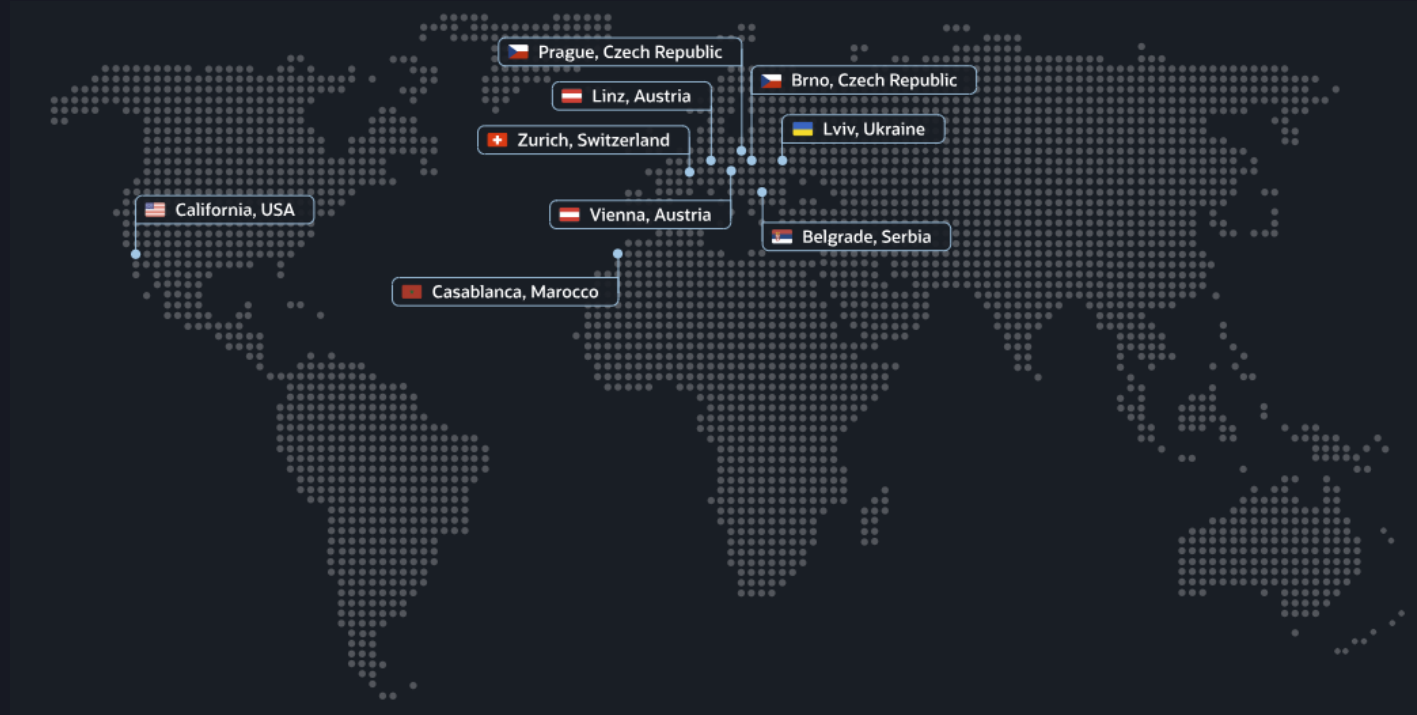 Prague, Czech Republic
Brno, Czech Republic
Linz, Austria
Lviv, Ukraine
Zurich, Switzerland
California, USA
Vienna, Austria
Belgrade, Serbia
Casablanca, Marocco